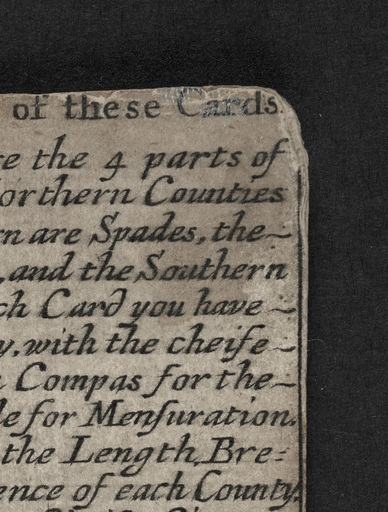 of these Cards
the 4 parts of
orthern Counties
rn are Spades, the
, and the Southern
ch Card you have
y. with the cheife
Compas for the
le for Menſuration.
the Length, Bre=
ence of each County.